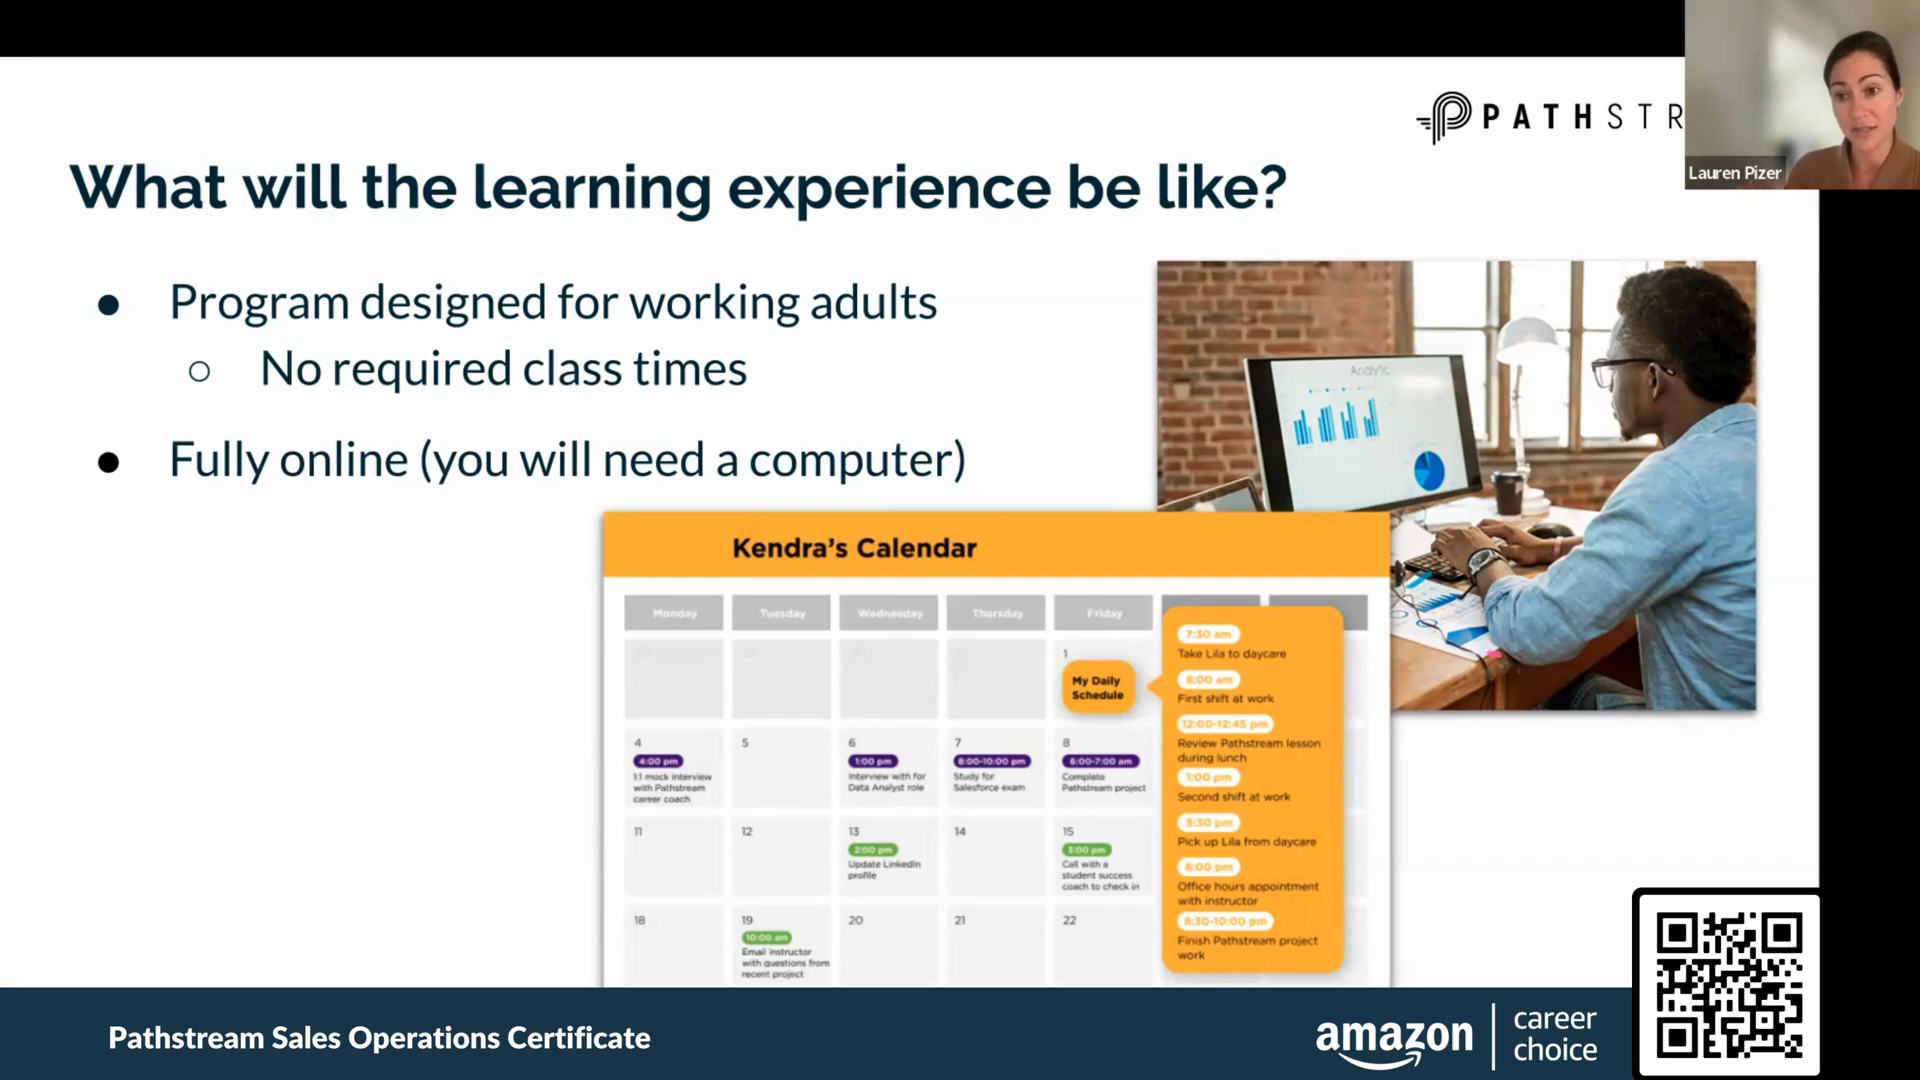 PATHSTR
Lauren Pizer
What will the learning experience be like?
● Program designed for working adults
○ No required class times
● Fully online (you will need a computer)
Analytic
Kendra's Calendar
Monday Tuesday Wednesday Thursday Friday
1
My Daily
Schedule
4
4:00 pm
1:1 mock interview
with Pathstream
career coach
5
6
1:00 pm
Interview with for
Data Analyst role
7
8:00-10:00 pm
Study for
Salesforce exam
8
6:00-7:00 am
Complete
Pathstream project
11
12
13
2:00 pm
Update LinkedIn
profile
14
15
3:00 pm
Call with a
student success
coach to check in
18
19
10:00 am
Email instructor
with questions from
recent project
20
21
22
7:30 am
Take Lila to daycare
8:00 am
First shift at work
12:00-12:45 pm
Review Pathstream lesson
during lunch
1:00 pm
Second shift at work
5:30 pm
Pick up Lila from daycare
8:00 pm
Office hours appointment
with instructor
8:30-10:00 pm
Finish Pathstream project
work
Pathstream Sales Operations Certificate
amazon
career
choice